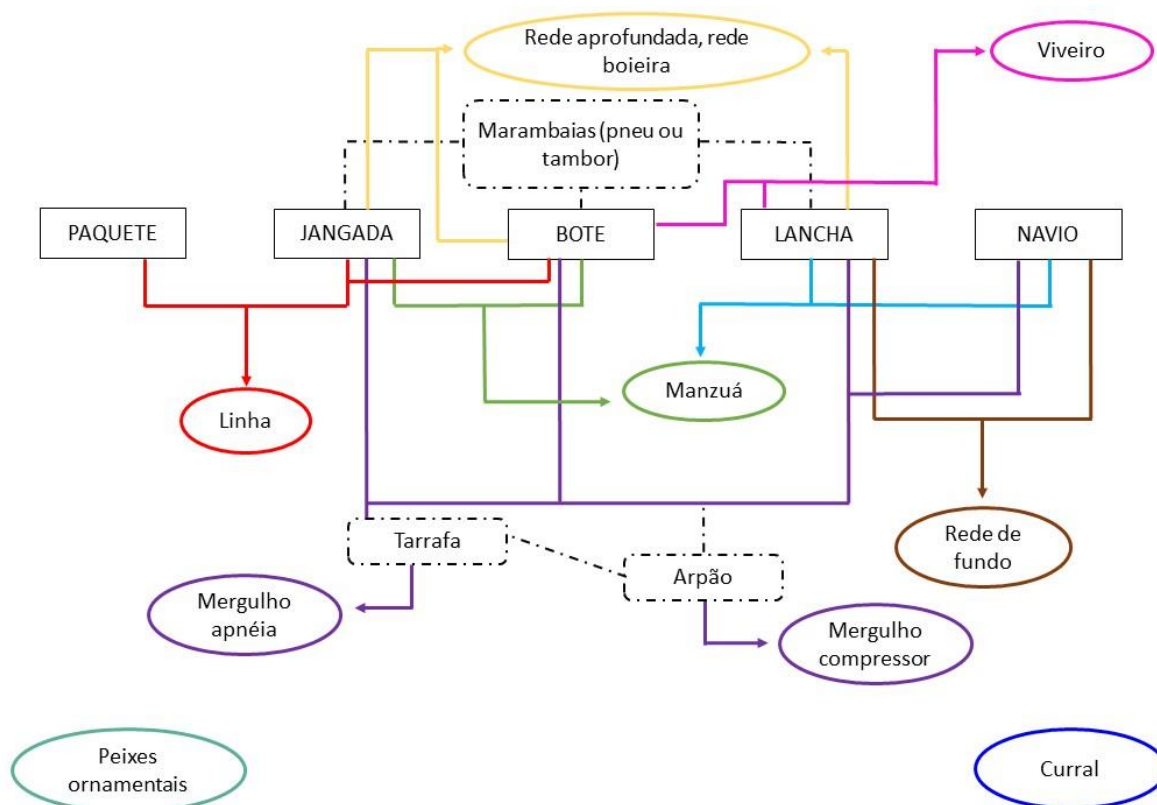 Rede aprofundada, rede
boieira
Viveiro
Marambaias (pneu ou
tambor)
PAQUETE
JANGADA
BOTE
LANCHA
NAVIO
Linha
Manzuá
Tarrafa
Rede de
fundo
Arpão
Mergulho
apnéia
Mergulho
compressor
Peixes
ornamentais
Curral